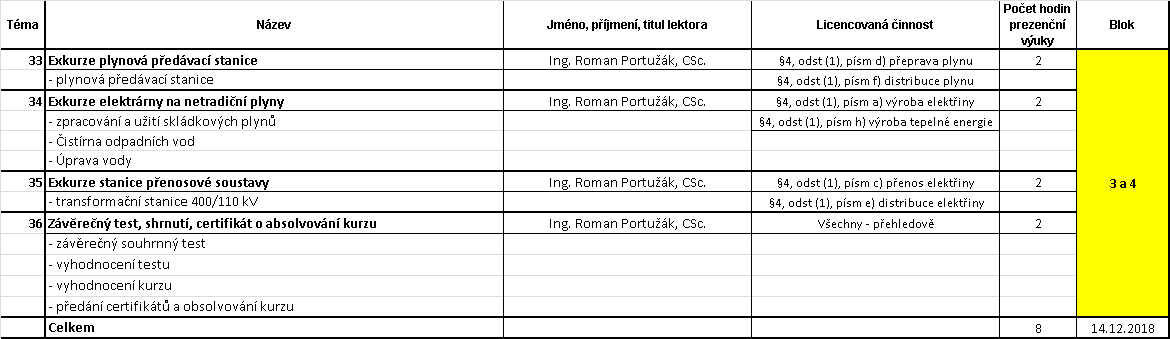 Téma Název Jméno, příjmení, titul lektora Licencovaná činnost Počet hodin prezenční výuky Blok
33 Exkurze plynová předávací stanice Ing. Roman Portužák, CSc. §4, odst (1), písm d) přeprava plynu 2
- plynová předávací stanice §4, odst (1), písm f) distribuce plynu
34 Exkurze elektrárny na netradiční plyny Ing. Roman Portužák, CSc. §4, odst (1), písm a) výroba elektřiny 2
- zpracování a užití skládkových plynů §4, odst (1), písm h) výroba tepelné energie
- Čistírna odpadních vod
- Úprava vody
35 Exkurze stanice přenosové soustavy Ing. Roman Portužák, CSc. §4, odst (1), písm c) přenos elektřiny 2 3 a 4
- transformační stanice 400/110 kV §4, odst (1), písm e) distribuce elektřiny
36 Závěrečný test, shrnutí, certifikát o absolvování kurzu Ing. Roman Portužák, CSc. Všechny - přehledově 2
- závěrečný souhrnný test
- vyhodnocení testu
- vyhodnocení kurzu
- předání certifikátů a obsolvování kurzu
Celkem 8 14.12.2018